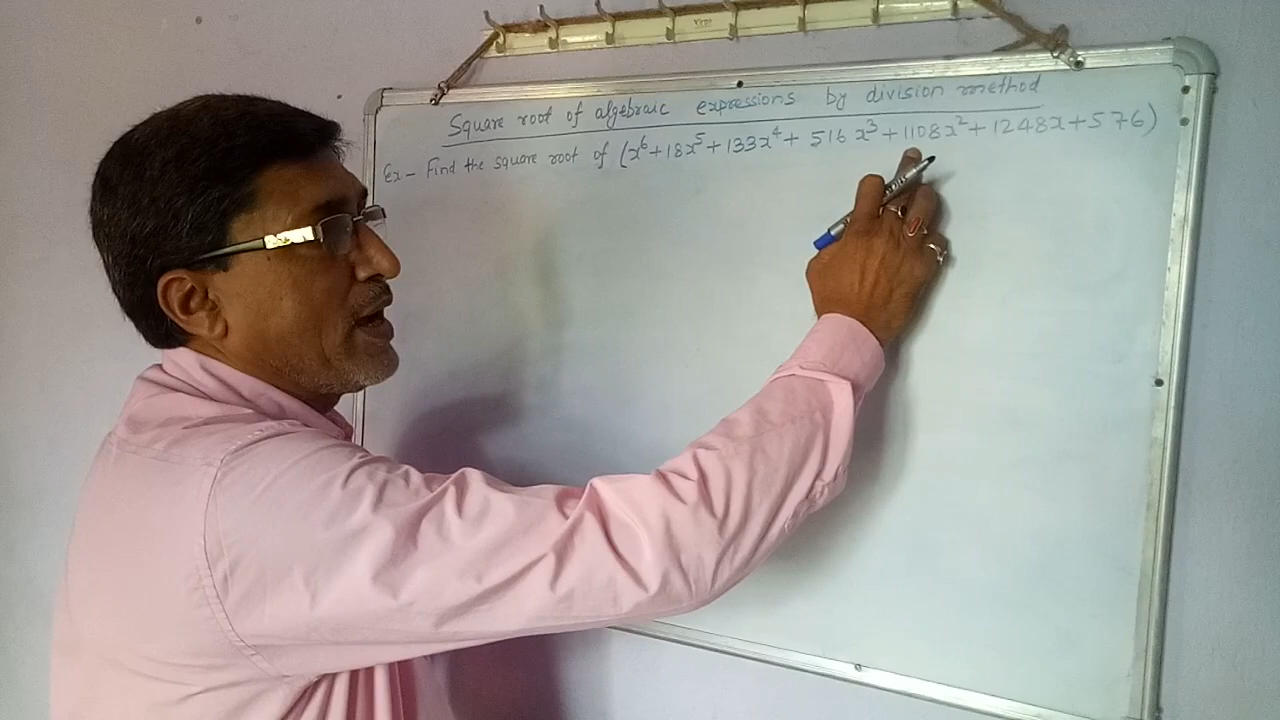 Square root of algebraic expressions by division method
Ex- Find the square root of (x⁶+18x⁵+133x⁴+516x³+1108x²+1248x+576)